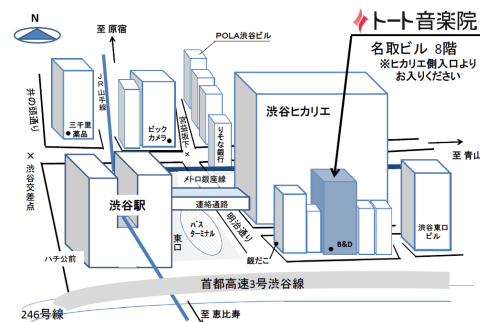 トート音楽院
名取ビル 8階
※ヒカリエ側入口より
お入りください
N
至 原宿
POLA渋谷ビル
JR山手線
井の頭通り
三千里
薬品
ビック
カメラ
宮益坂下
×
りそな銀行
渋谷ヒカリエ
至 青山
×
渋谷交差点
メトロ銀座線
渋谷駅
連絡通路
バス
ターミナル
東口
明治通り
銀だこ
B&D
渋谷東口
ビル
ハチ公前
首都高速3号渋谷線
246号線
至 恵比寿